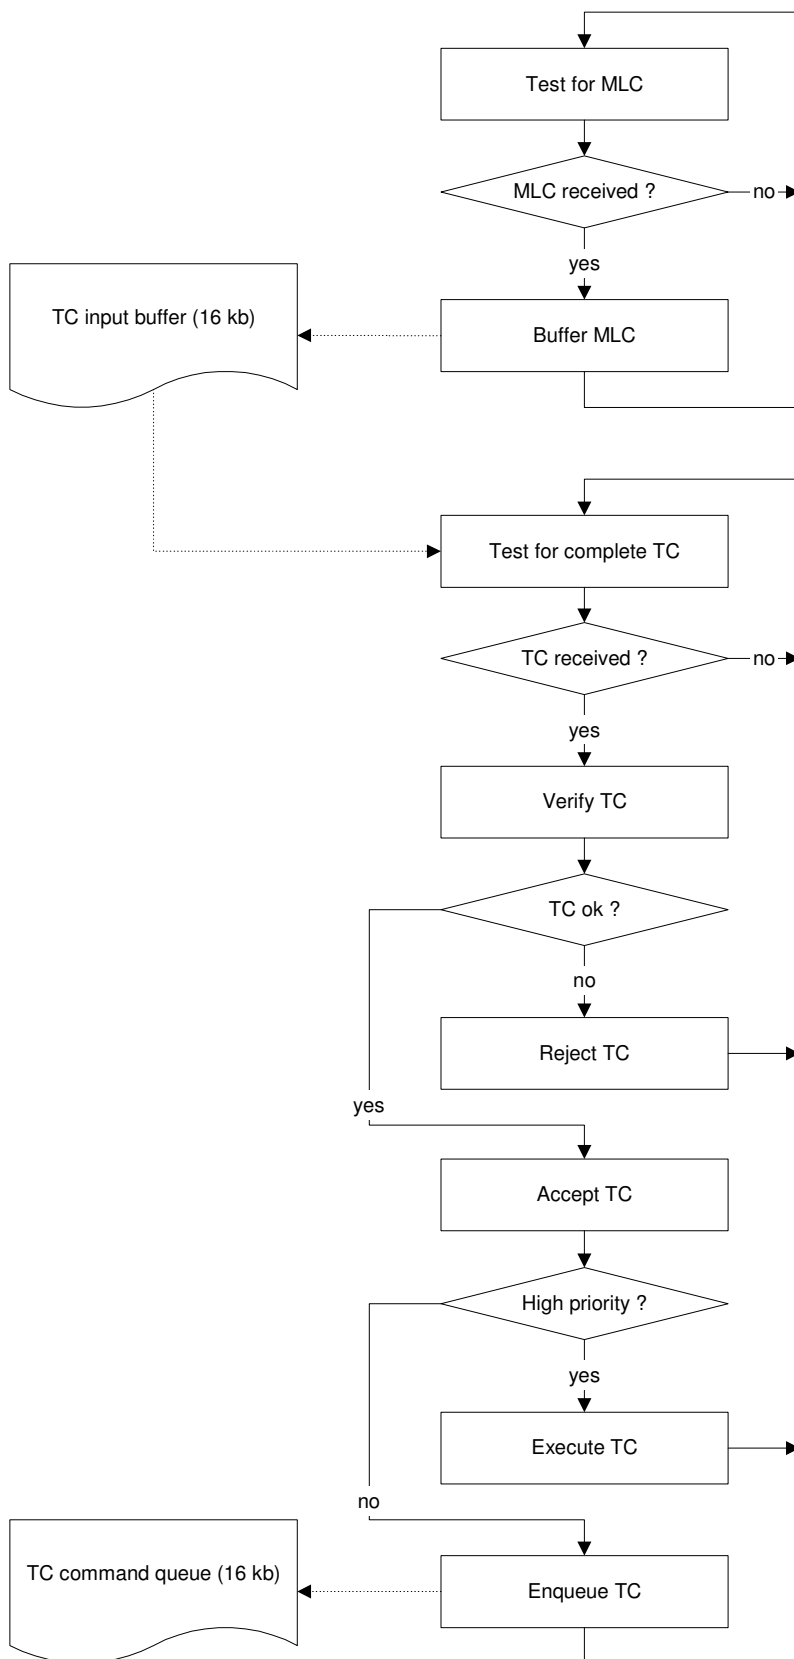 Test for MLC
MLC received ?
no
yes
TC input buffer (16 kb)
Buffer MLC
Test for complete TC
TC received ?
no
yes
Verify TC
TC ok ?
no
Reject TC
yes
Accept TC
High priority ?
yes
Execute TC
no
TC command queue (16 kb)
Enqueue TC